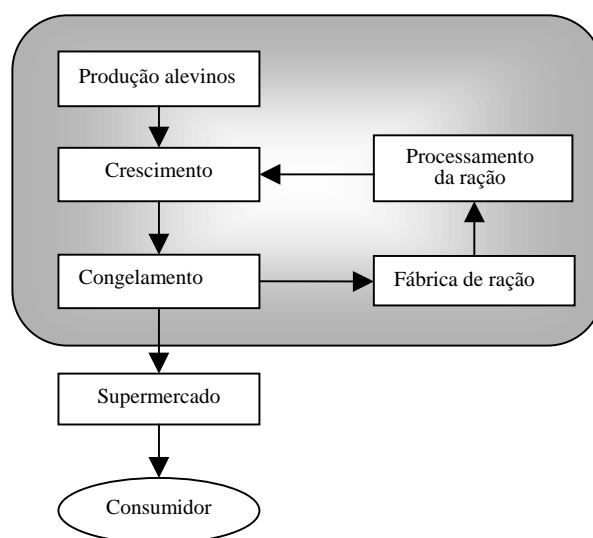 Produção alevinos
Crescimento
Processamento
da ração
Congelamento
Fábrica de ração
Supermercado
Consumidor